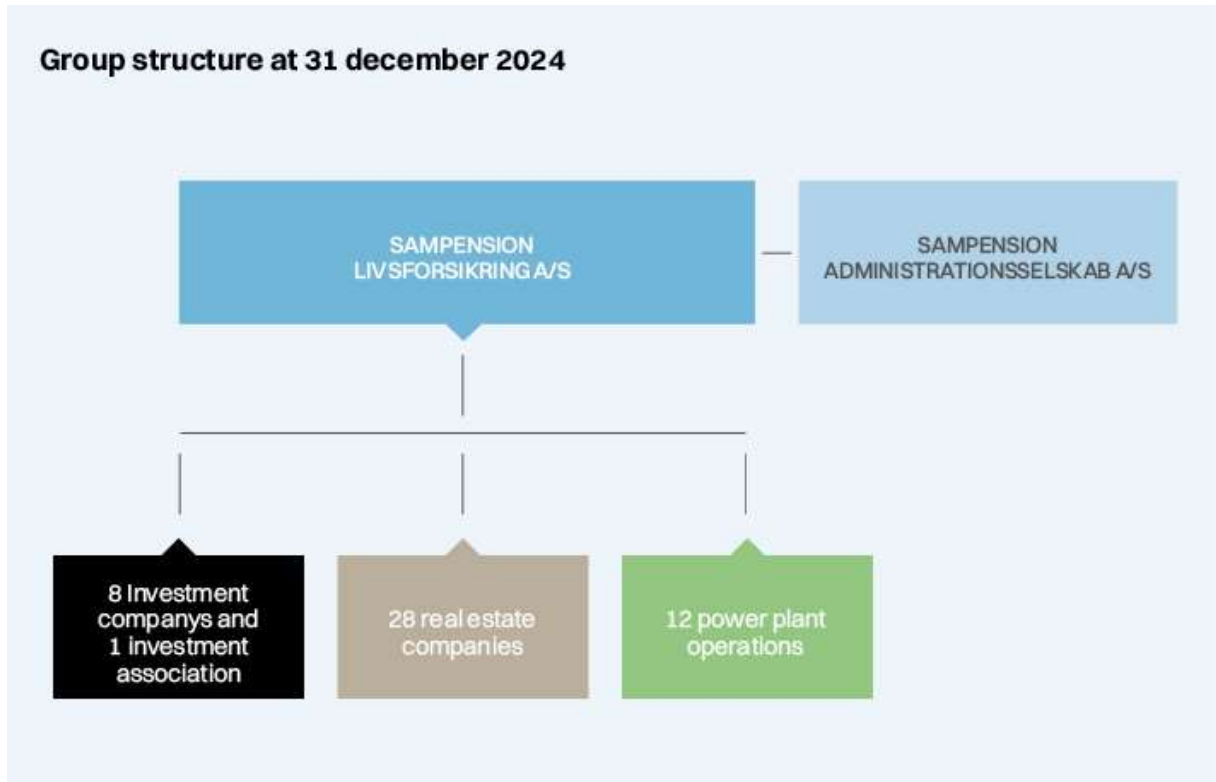 Group structure at 31 december 2024
SAMPENSION
LIVSFORSIKRING A/S
SAMPENSION
ADMINISTRATIONSSELSKAB A/S
8 Investment
companys and
1 investment
association
28 real estate
companies
12 power plant
operations